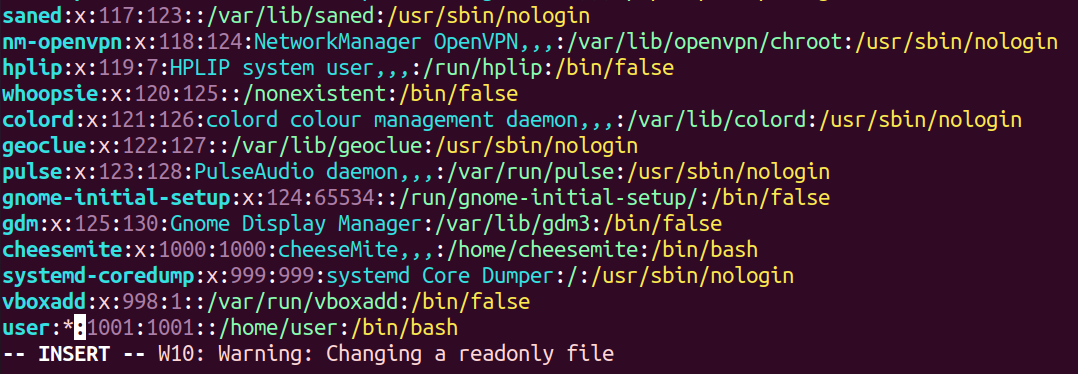 saned:x:117:123::/var/lib/saned:/usr/sbin/nologin
nm-openvpn:x:118:124:NetworkManager OpenVPN,,,:/var/lib/openvpn/chroot:/usr/sbin/nologin
hplip:x:119:7:HPLIP system user,,,:/run/hplip:/bin/false
whoopsie:x:120:125::/nonexistent:/bin/false
colord:x:121:126:colord colour management daemon,,,:/var/lib/colord:/usr/sbin/nologin
geoclue:x:122:127::/var/lib/geoclue:/usr/sbin/nologin
pulse:x:123:128:PulseAudio daemon,,,:/var/run/pulse:/usr/sbin/nologin
gnome-initial-setup:x:124:65534::/run/gnome-initial-setup/:/bin/false
gdm:x:125:130:Gnome Display Manager:/var/lib/gdm3:/bin/false
cheesemite:x:1000:1000:cheeseMite,,,:/home/cheesemite:/bin/bash
systemd-coredump:x:999:999:systemd Core Dumper:/:/usr/sbin/nologin
vboxadd:x:998:1::/var/run/vboxadd:/bin/false
user:*:1001:1001::/home/user:/bin/bash
-- INSERT -- W10: Warning: Changing a readonly file